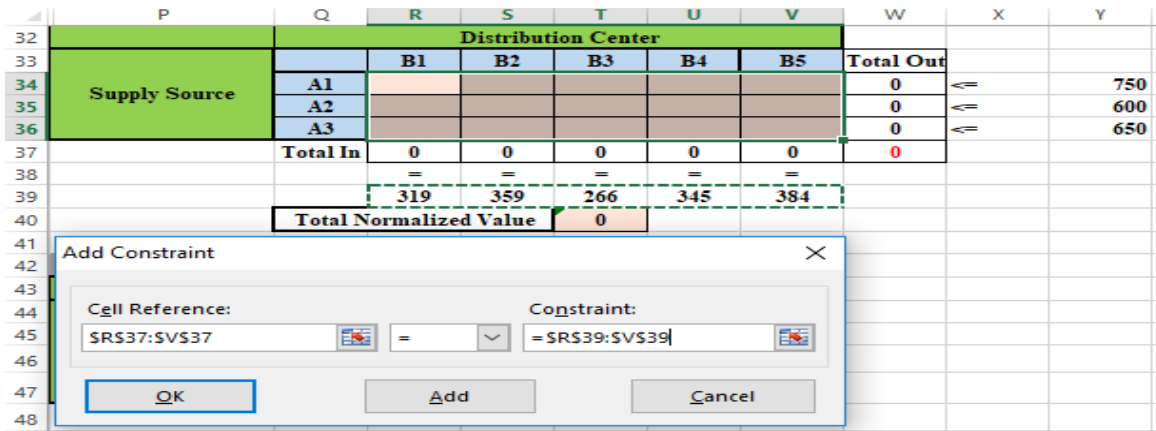 P Q R S T U V W X Y
32 Distribution Center
33 B1 B2 B3 B4 B5 Total Out
34 Supply Source A1 0 <= 750
35 A2 0 <= 600
36 A3 0 <= 650
37 Total In 0 0 0 0 0 0
38 = = = = =
39 319 359 266 345 384
40 Total Normalized Value 0
41
42
43
44
45
46
47
48
Add Constraint
Cell Reference: Constraint:
$R$37:$V$37 = =$R$39:$V$39
OK Add Cancel